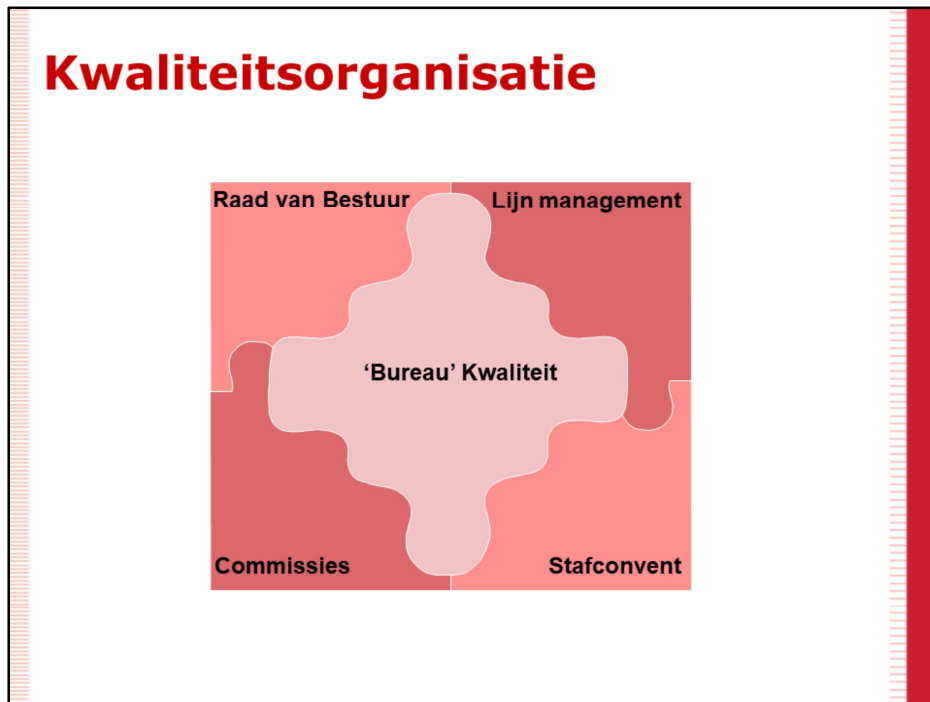 Kwaliteitsorganisatie
Raad van Bestuur
Lijn management
‘Bureau’ Kwaliteit
Commissies
Stafconvent